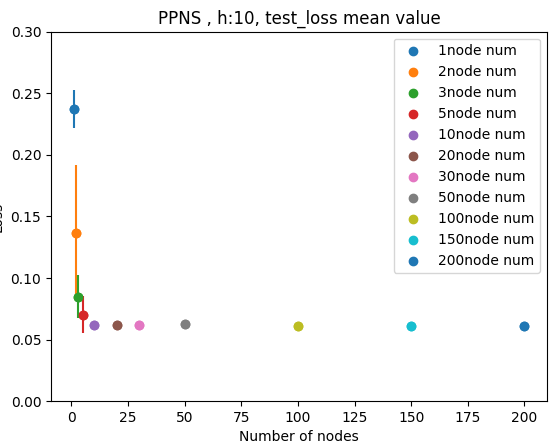 PPNS , h:10, test_loss mean value
0.30
0.25
0.20
0.15
0.10
0.05
0.00
0
25
50
75
100
125
150
175
200
Number of nodes
1node num
2node num
3node num
5node num
10node num
20node num
30node num
50node num
100node num
150node num
200node num